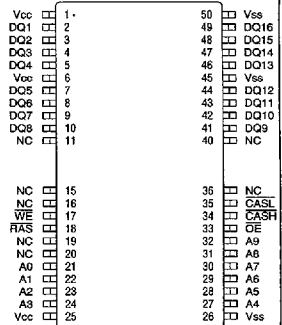 Vcc 1 50 Vss
DQ1 2 49 DQ16
DQ2 3 48 DQ15
DQ3 4 47 DQ14
DQ4 5 46 DQ13
Vcc 6 45 Vss
DQ5 7 44 DQ12
DQ6 8 43 DQ11
DQ7 9 42 DQ10
DQ8 10 41 DQ9
NC 11 40 NC
NC 15 36 NC
NC 16 35 CASL
WE 17 34 CASH
RAS 18 33 OE
NC 19 32 A9
NC 20 31 A8
A0 21 30 A7
A1 22 29 A6
A2 23 28 A5
A3 24 27 A4
Vcc 25 26 Vss